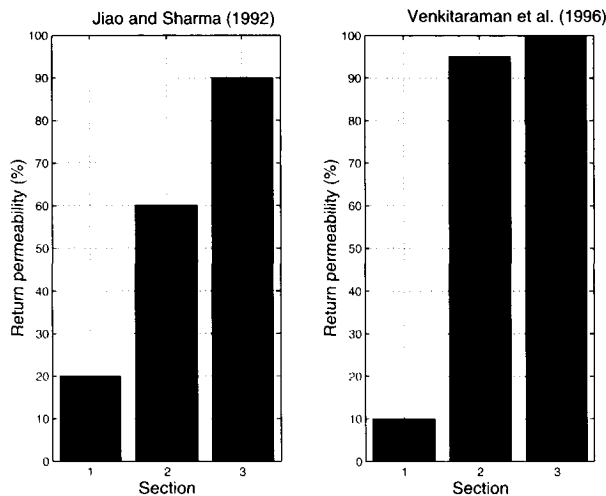 Jiao and Sharma (1992)
100
90
80
70
60
50
40
30
20
10
0
Return permeability (%)
1 2 3
Section
Venkitaraman et al. (1996)
100
90
80
70
60
50
40
30
20
10
0
Return permeability (%)
1 2 3
Section